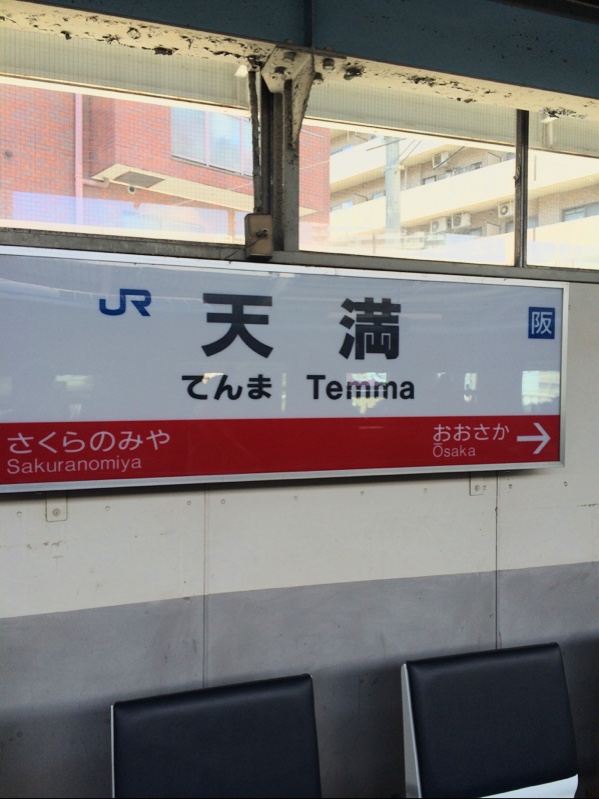 JR 天満 阪
てんま Temma
さくらのみや おおさか →
Sakuranomiya Ōsaka